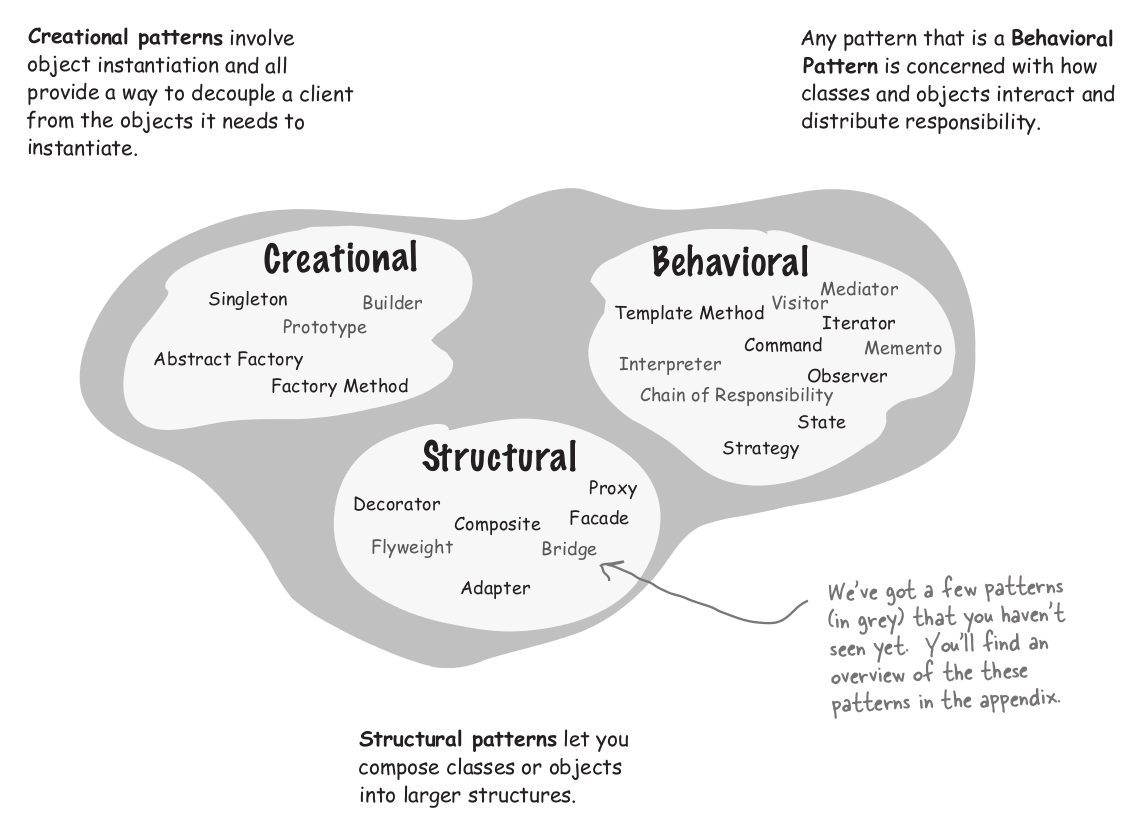 Creational patterns involve
object instantiation and all
provide a way to decouple a client
from the objects it needs to
instantiate.
Any pattern that is a Behavioral
Pattern is concerned with how
classes and objects interact and
distribute responsibility.
Creational
Singleton
Builder
Prototype
Abstract Factory
Factory Method
Behavioral
Mediator
Visitor
Template Method
Iterator
Command
Memento
Interpreter
Observer
Chain of Responsibility
State
Strategy
Structural
Proxy
Decorator
Facade
Composite
Flyweight
Bridge
Adapter
We've got a few patterns
(in grey) that you haven't
seen yet. You'll find an
overview of the these
patterns in the appendix.
Structural patterns let you
compose classes or objects
into larger structures.